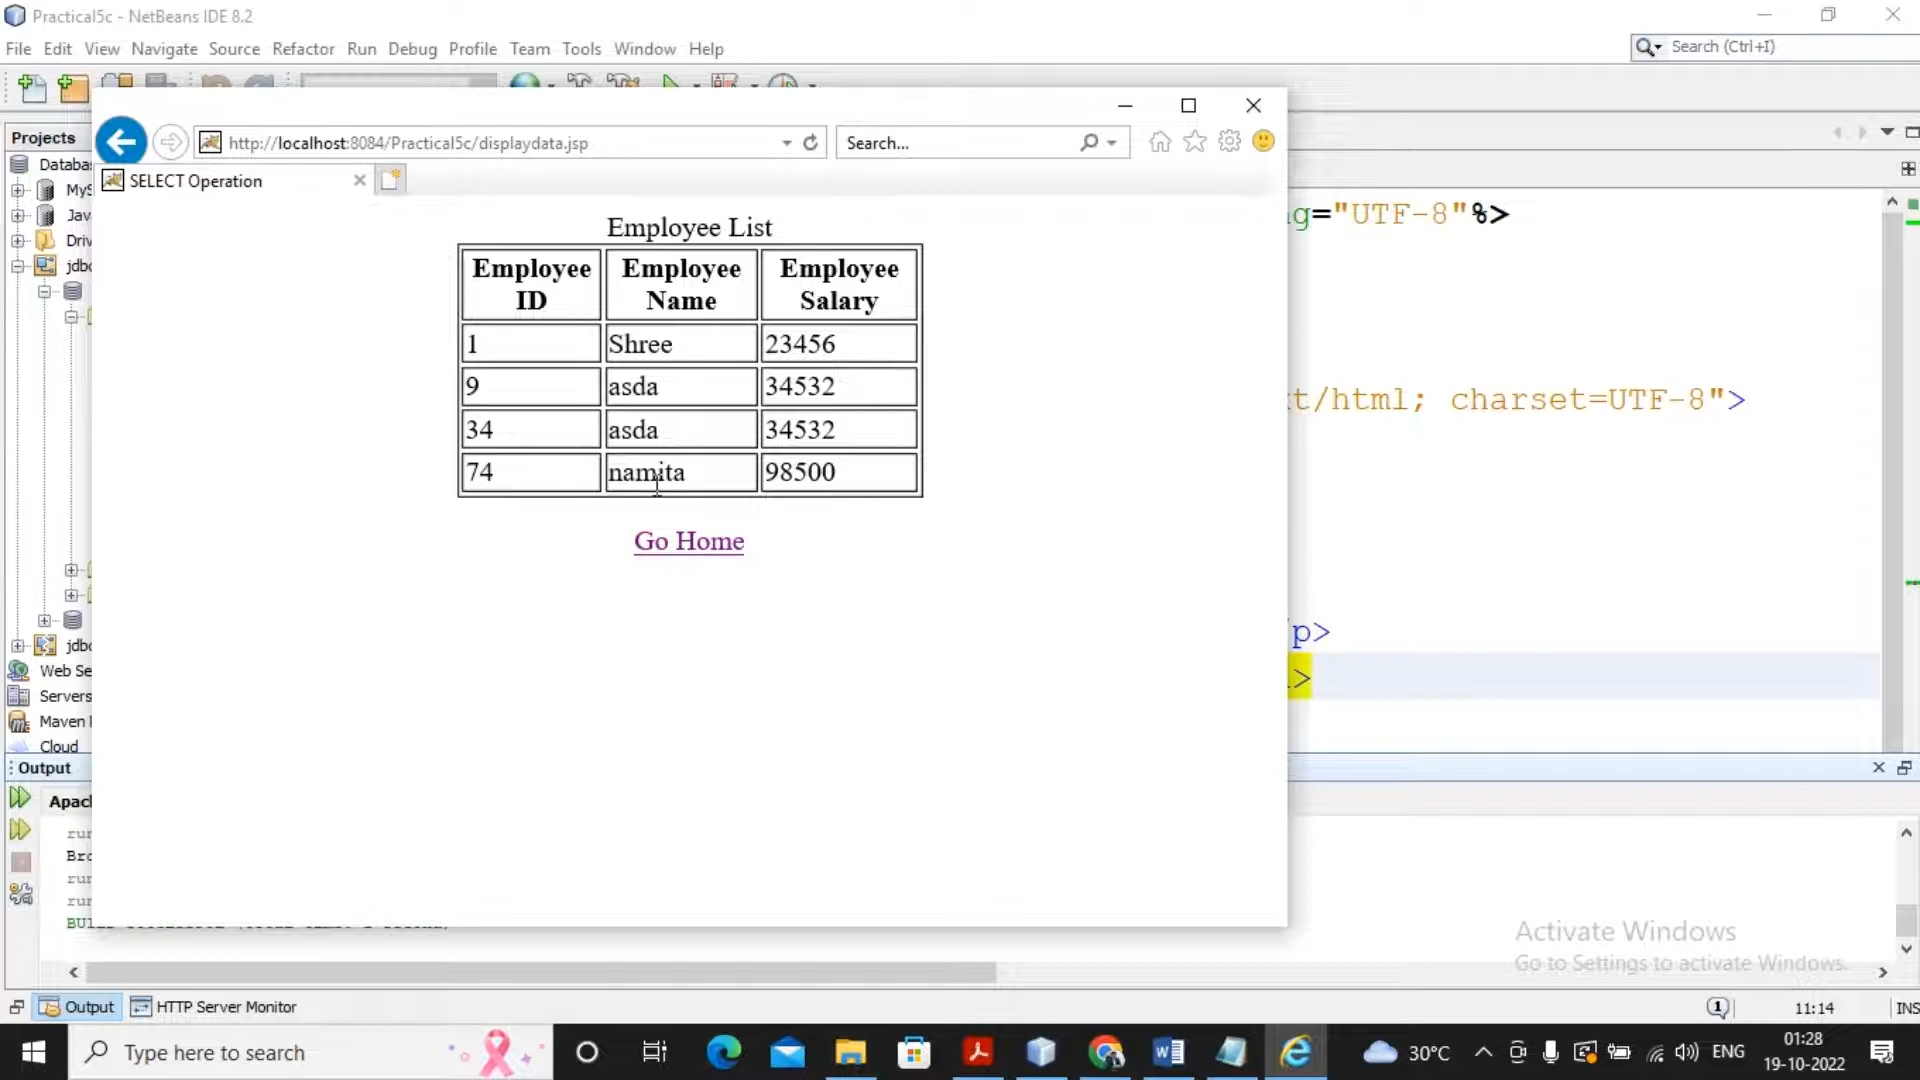 Practical5c - NetBeans IDE 8.2
File Edit View Navigate Source Refactor Run Debug Profile Team Tools Window Help
Search (Ctrl+I)
Projects
http://localhost:8084/Practical5c/displaydata.jsp
Search...
SELECT Operation
Employee List
Employee ID Employee Name Employee Salary
1 Shree 23456
9 asda 34532
34 asda 34532
74 namita 98500
Go Home
g="UTF-8"%>
t/html; charset=UTF-8">
p>
>
Web Se
Servers
Maven
Cloud
Output
Activate Windows
Go to Settings to activate Windows.
Output HTTP Server Monitor
1 11:14 INS
Type here to search
30°C ENG
01:28
19-10-2022